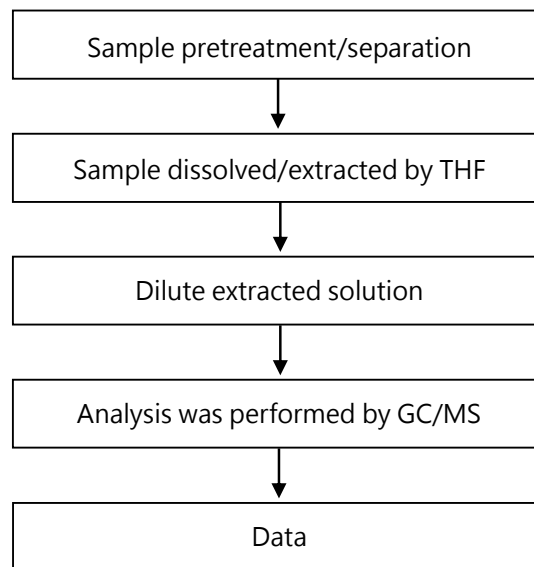 Sample pretreatment/separation
Sample dissolved/extracted by THF
Dilute extracted solution
Analysis was performed by GC/MS
Data